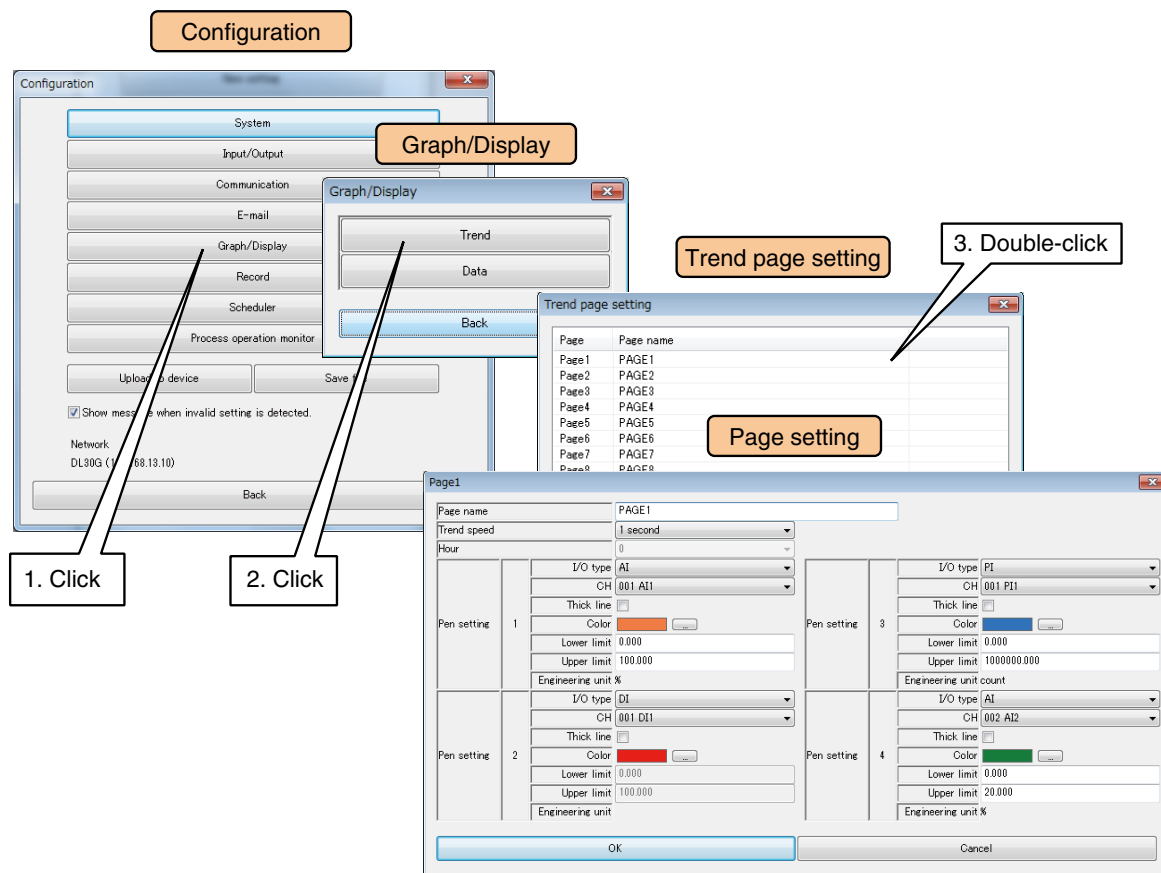 Configuration
Configuration
System
Input/Output
Communication
E-mail
Graph/Display
Record
Scheduler
Process operation monitor
Upload to device
Save
Show message when invalid setting is detected.
Network
DL30G (1 68.13.10)
Back
1. Click
Graph/Display
Graph/Display
Trend
Data
Back
2. Click
Trend page setting
3. Double-click
Trend page setting
Page Page name
Page1 PAGE1
Page2 PAGE2
Page3 PAGE3
Page4 PAGE4
Page5 PAGE5
Page6 PAGE6
Page7 PAGE7
Page8 PAGE8
Page setting
Page1
Page name PAGE1
Trend speed 1 second
Hour 0
Pen setting 1
I/O type AI
CH 001 AI1
Thick line
Color ...
Lower limit 0.000
Upper limit 100.000
Engineering unit %
Pen setting 2
I/O type DI
CH 001 DI1
Thick line
Color ...
Lower limit 0.000
Upper limit 100.000
Engineering unit
Pen setting 3
I/O type PI
CH 001 PI1
Thick line
Color ...
Lower limit 0.000
Upper limit 1000000.000
Engineering unit count
Pen setting 4
I/O type AI
CH 002 AI2
Thick line
Color ...
Lower limit 0.000
Upper limit 20.000
Engineering unit %
OK
Cancel